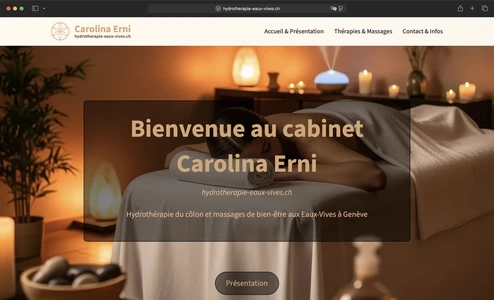 hydrotherapie-eaux-vives.ch
Carolina Erni
hydrotherapie-eaux-vives.ch
Accueil & Présentation
Thérapies & Massages
Contact & Infos
Bienvenue au cabinet
Carolina Erni
hydrotherapie-eaux-vives.ch
Hydrothérapie du côlon et massages de bien-être aux Eaux-Vives à Genève
Présentation